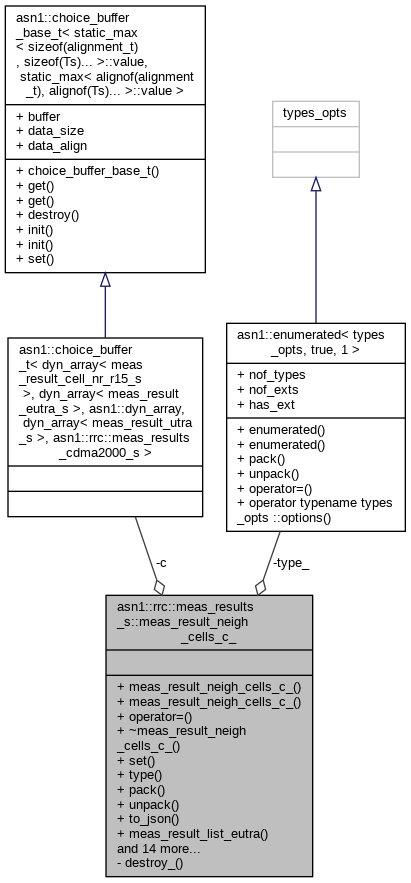 asn1::choice_buffer
_base_t< static_max
< sizeof(alignment_t)
, sizeof(Ts)... >::value,
static_max< alignof(alignment
_t), alignof(Ts)... >::value >
+ buffer
+ data_size
+ data_align
+ choice_buffer_base_t()
+ get()
+ get()
+ destroy()
+ init()
+ init()
+ set()
types_opts
asn1::choice_buffer
_t< dyn_array< meas
_result_cell_nr_r15_s
>, dyn_array< meas_result
_eutra_s >, asn1::dyn_array,
dyn_array< meas_result_utra
_s >, asn1::rrc::meas_results
_cdma2000_s >
asn1::enumerated< types
_opts, true, 1 >
+ nof_types
+ nof_exts
+ has_ext
+ enumerated()
+ enumerated()
+ pack()
+ unpack()
+ operator=()
+ operator typename types
_opts ::options()
-c
-type_
asn1::rrc::meas_results
_s::meas_result_neigh
_cells_c_
+ meas_result_neigh_cells_c_()
+ meas_result_neigh_cells_c_()
+ operator=()
+ ~meas_result_neigh
_cells_c_()
+ set()
+ type()
+ pack()
+ unpack()
+ to_json()
+ meas_result_list_eutra()
and 14 more...
- destroy_()